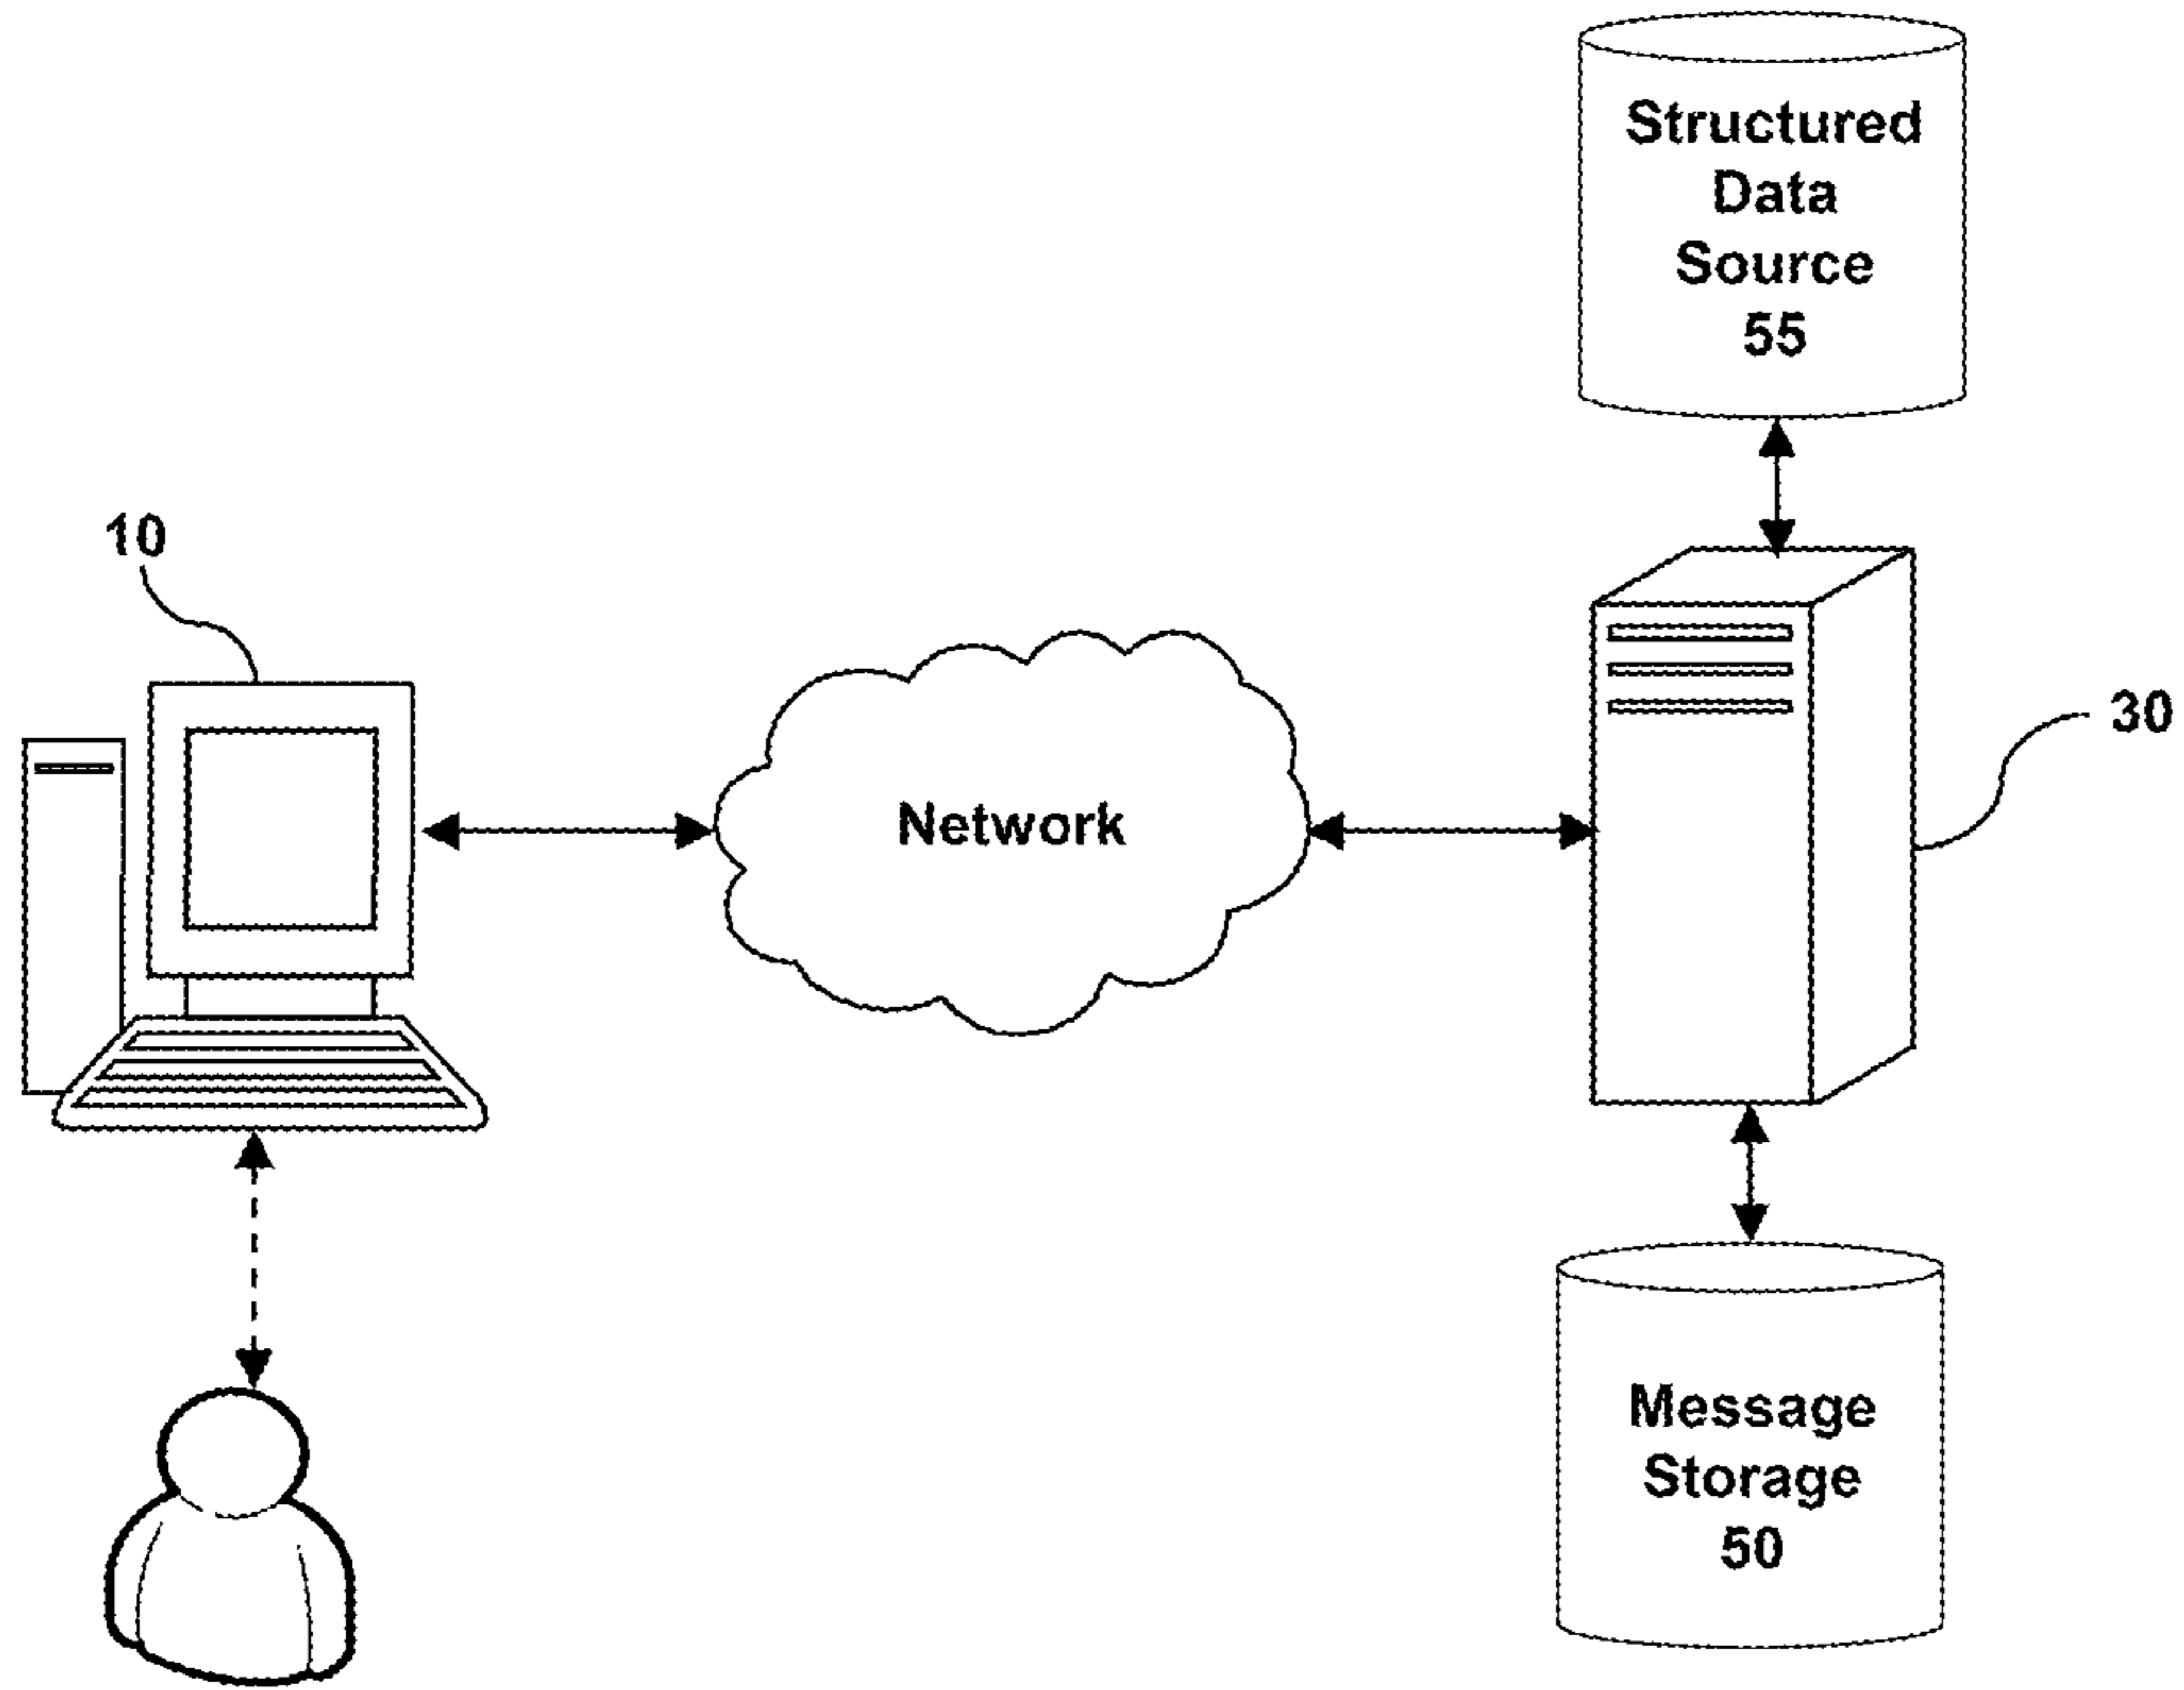 Structured
Data
Source
55
10
30
Network
Message
Storage
50